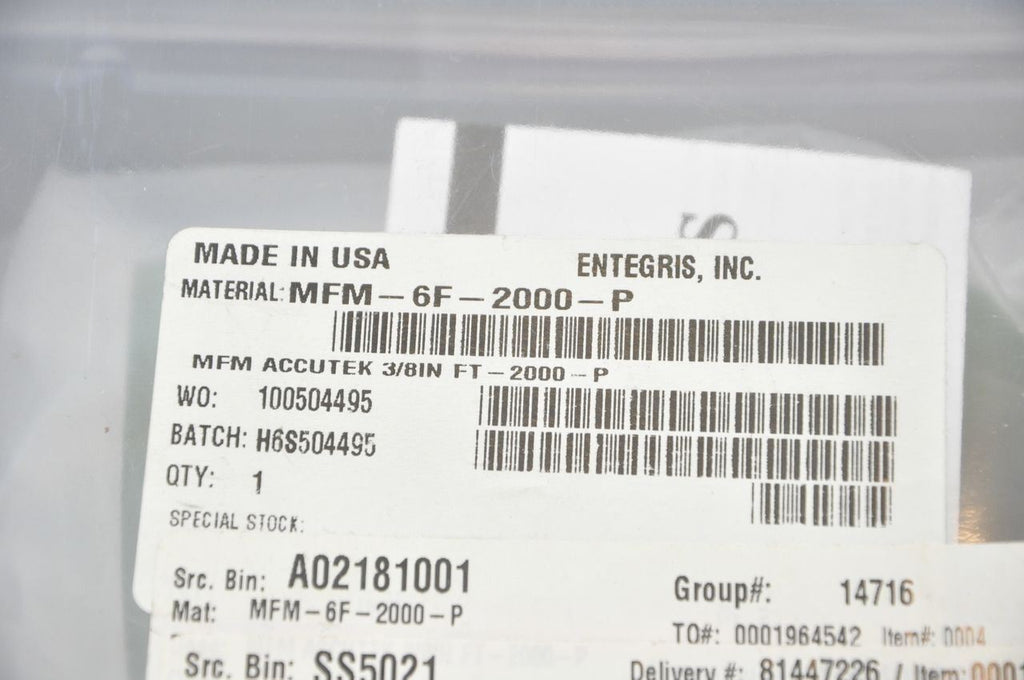 S
MADE IN USA ENTEGRIS, INC.
MATERIAL: MFM-6F-2000-P
MFM ACCUTEK 3/8IN FT-2000-P
WO: 100504495
BATCH: H6S504495
QTY: 1
SPECIAL STOCK:
Src. Bin: A02181001 Group#: 14716
Mat: MFM-6F-2000-P
TO#: 0001964542 Item#: 0004
Src. Bin: SS5021 Delivery #: 81447226 / Item: 0001